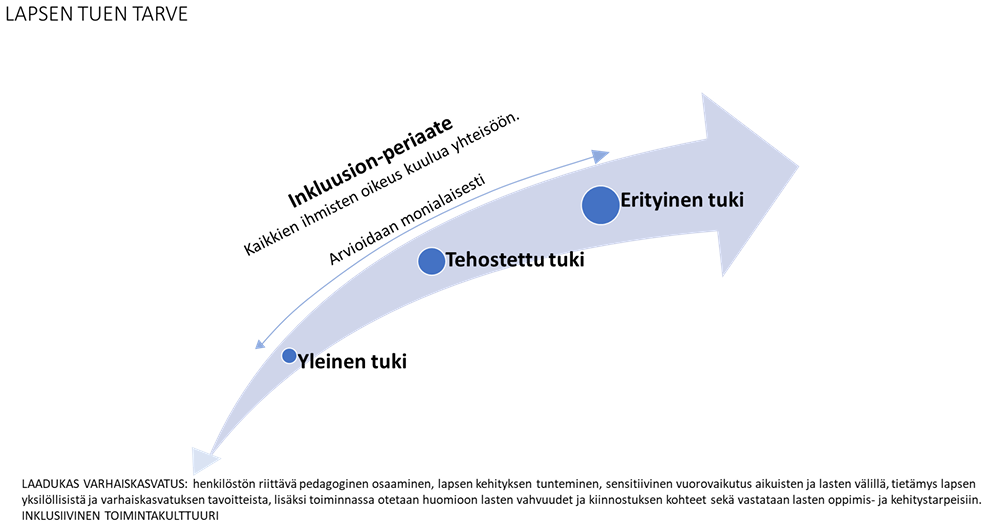 LAPSEN TUEN TARVE
Inkluusion-periaate
Kaikkien ihmisten oikeus kuulua yhteisöön.
Arvioidaan monialaisesti
Erityinen tuki
Tehostettu tuki
Yleinen tuki
LAADUKAS VARHAISKASVATUS: henkilöstön riittävä pedagoginen osaaminen, lapsen kehityksen tunteminen, sensitiivinen vuorovaikutus aikuisten ja lasten välillä, tietämys lapsen
yksilöllisistä ja varhaiskasvatuksen tavoitteista, lisäksi toiminnassa otetaan huomioon lasten vahvuudet ja kiinnostuksen kohteet sekä vastataan lasten oppimis- ja kehitystarpeisiin.
INKLUSIIVINEN TOIMINTAKULTTUURI